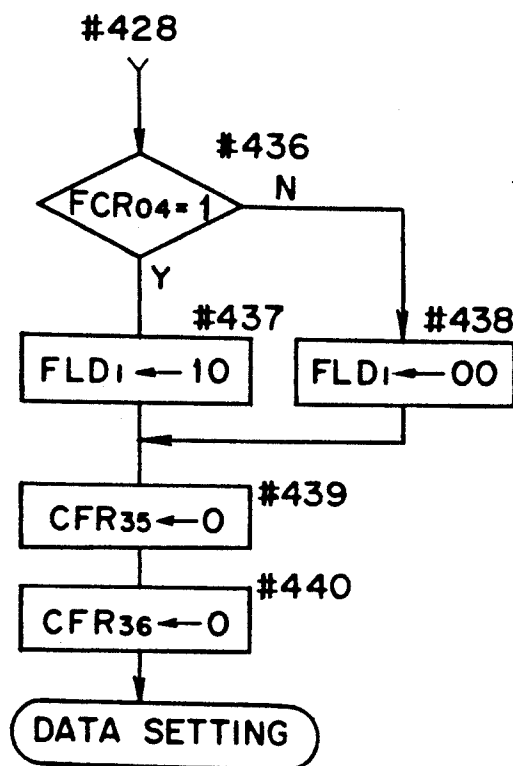 #428
#436
FCR04=1
N
Y
#437
#438
FLD1←10
FLD1←00
#439
CFR35←0
#440
CFR36←0
DATA SETTING